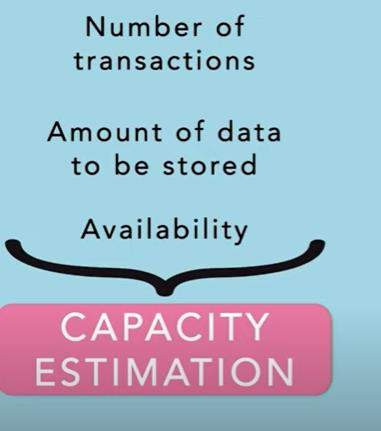 Number of
transactions
Amount of data
to be stored
Availability
CAPACITY
ESTIMATION